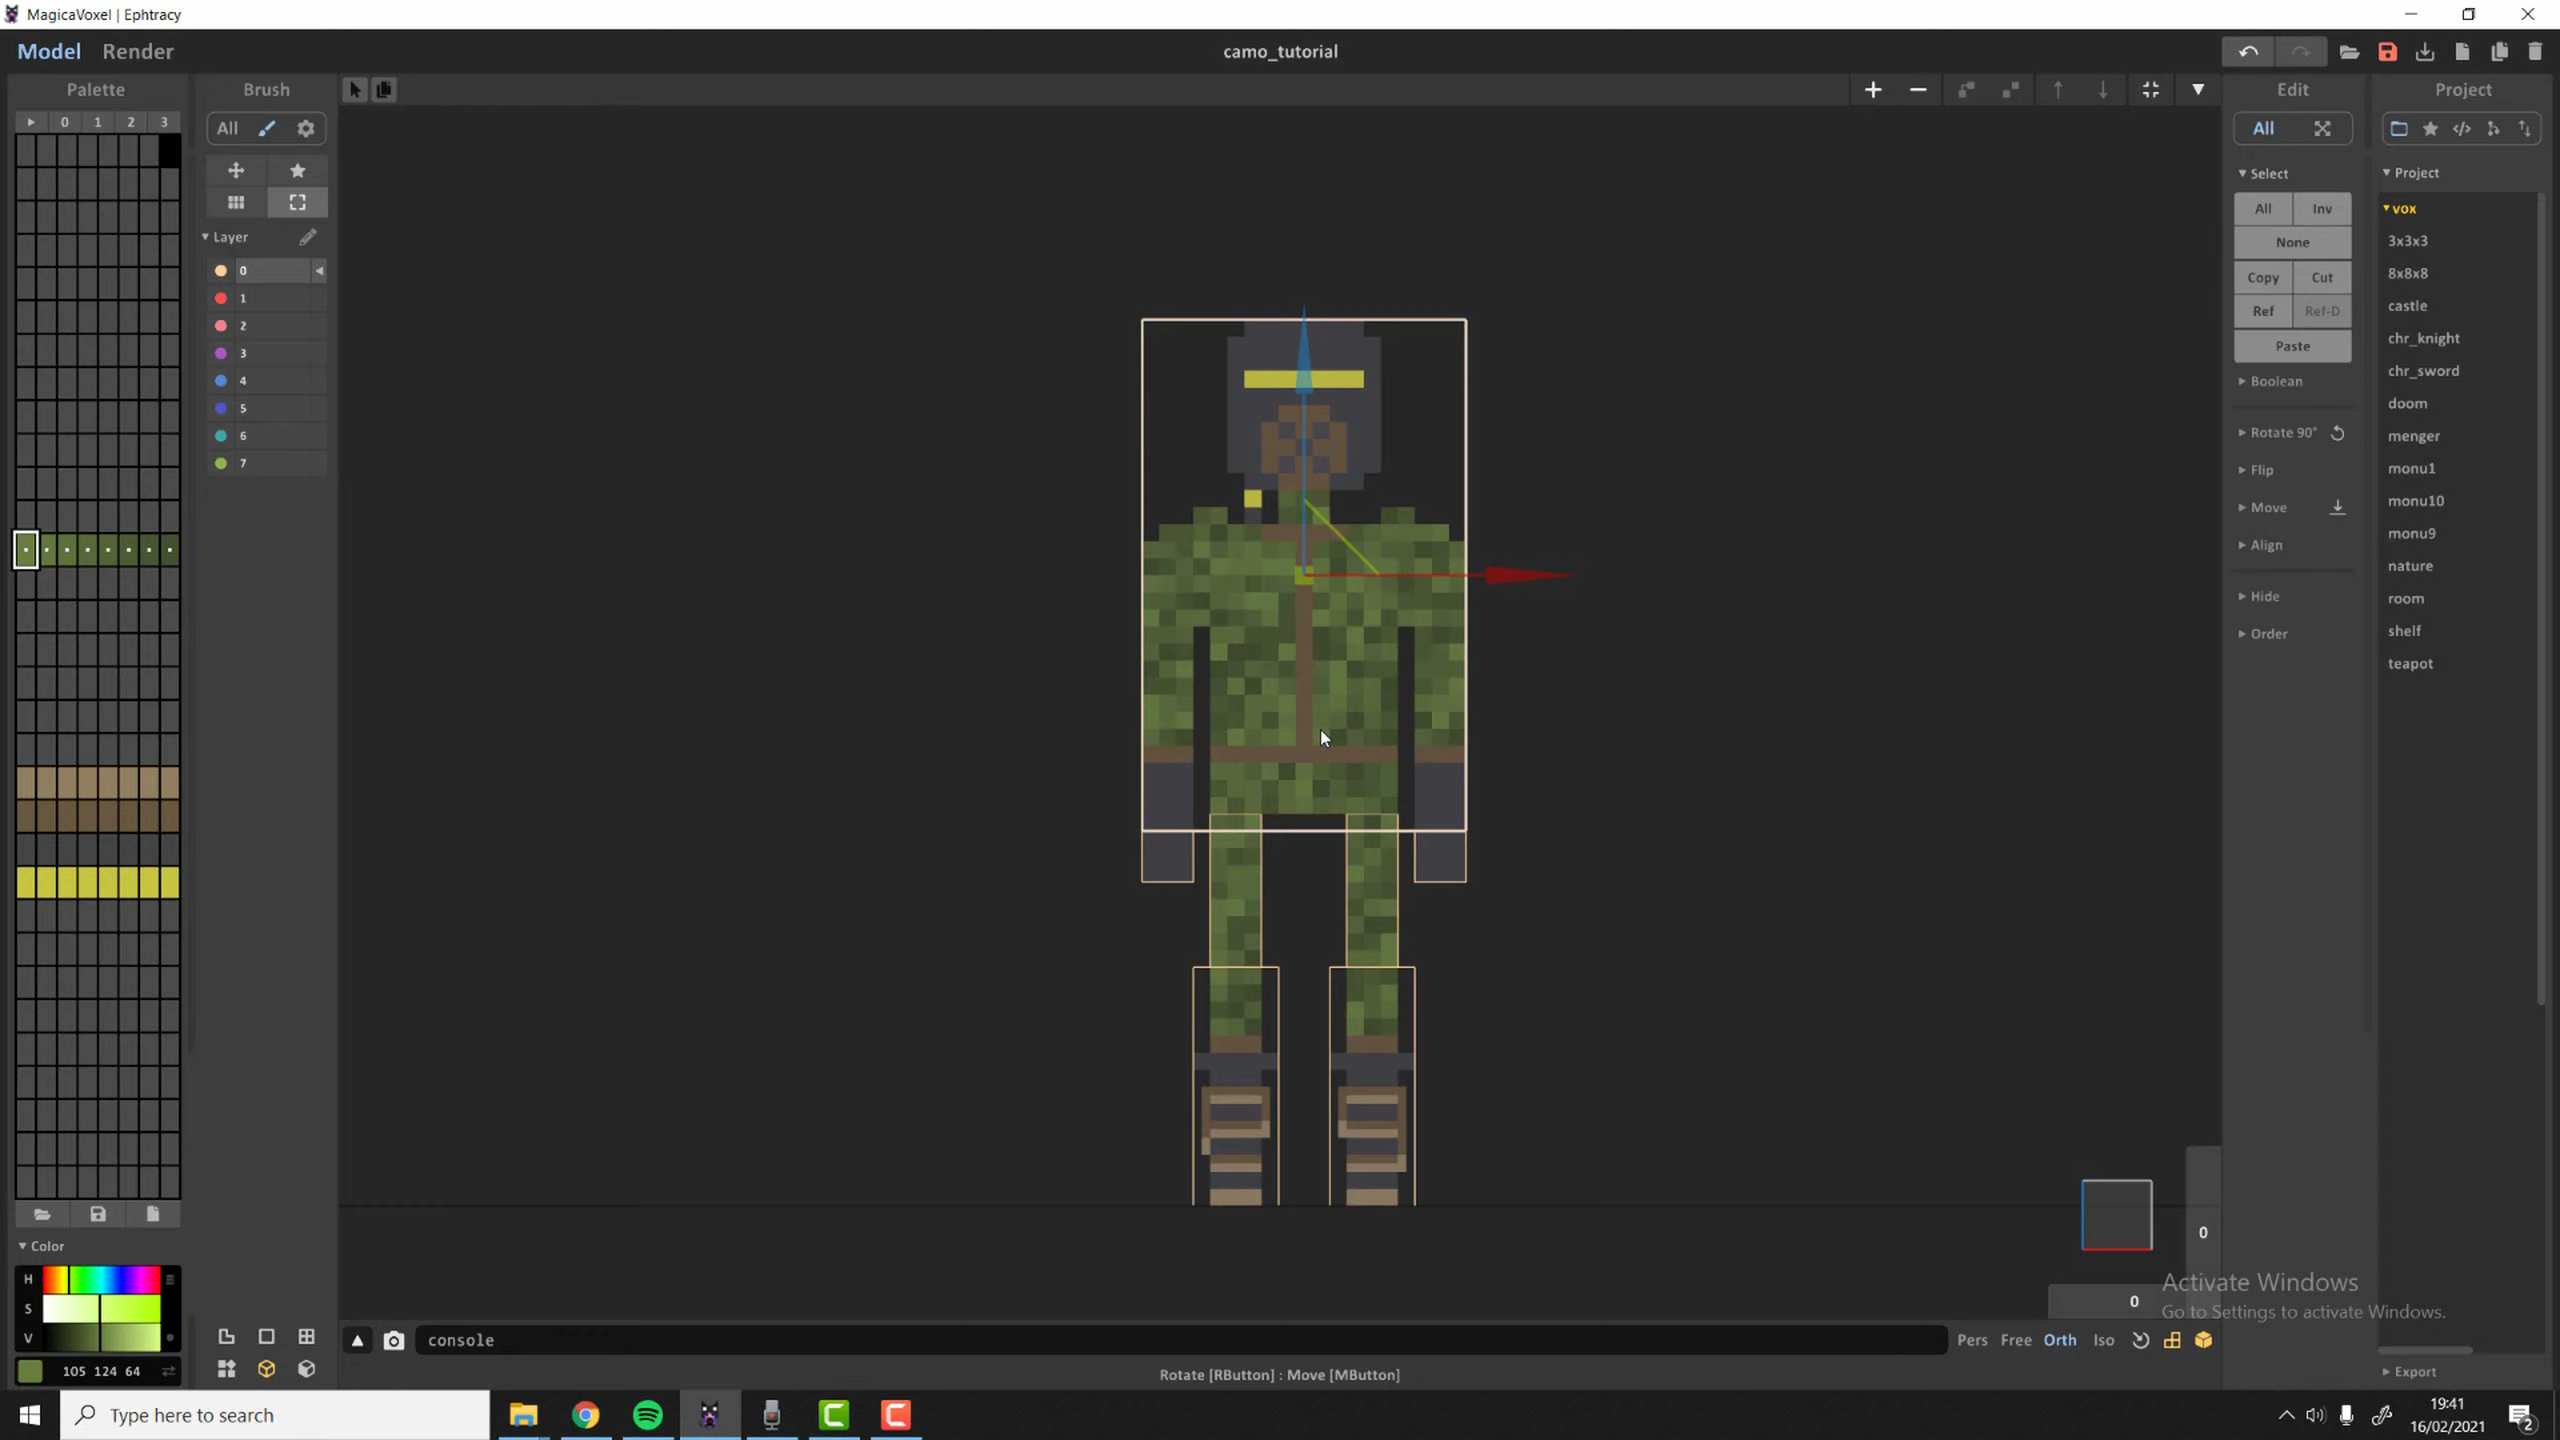 MagicaVoxel | Ephtracy
Model Render
camo_tutorial
Palette
Brush
Edit
Project
0 1 2 3
All
All
Select
Project
All Inv
vox
None
3x3x3
Layer
0
1
2
3
4
5
6
7
Copy Cut
8x8x8
Ref Ref-D
castle
Paste
chr_knight
Boolean
chr_sword
doom
Rotate 90°
menger
Flip
monu1
Move
monu10
Align
monu9
nature
Hide
room
Order
shelf
teapot
Color
H
S
V
105 124 64
0
0
Activate Windows
Go to Settings to activate Windows.
console
Pers Free Orth Iso
Rotate [RButton] : Move [MButton]
Export
Type here to search
19:41
16/02/2021
2